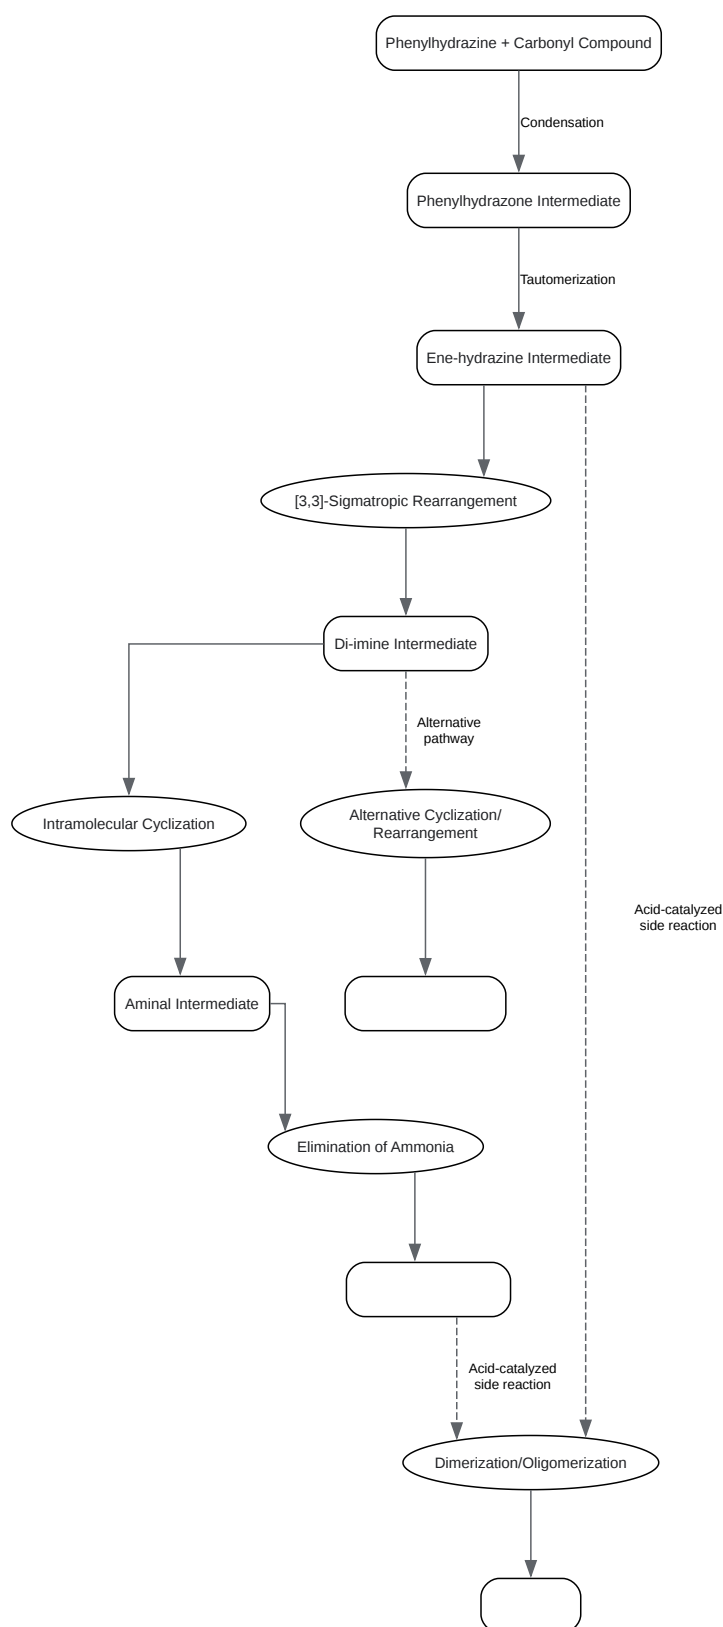 Phenylhydrazine + Carbonyl Compound
Condensation
Phenylhydrazone Intermediate
Tautomerization
Ene-hydrazine Intermediate
[3,3]-Sigmatropic Rearrangement
Di-imine Intermediate
Alternative
pathway
Intramolecular Cyclization
Alternative Cyclization/
Rearrangement
Acid-catalyzed
side reaction
Aminal Intermediate
Elimination of Ammonia
Acid-catalyzed
side reaction
Dimerization/Oligomerization